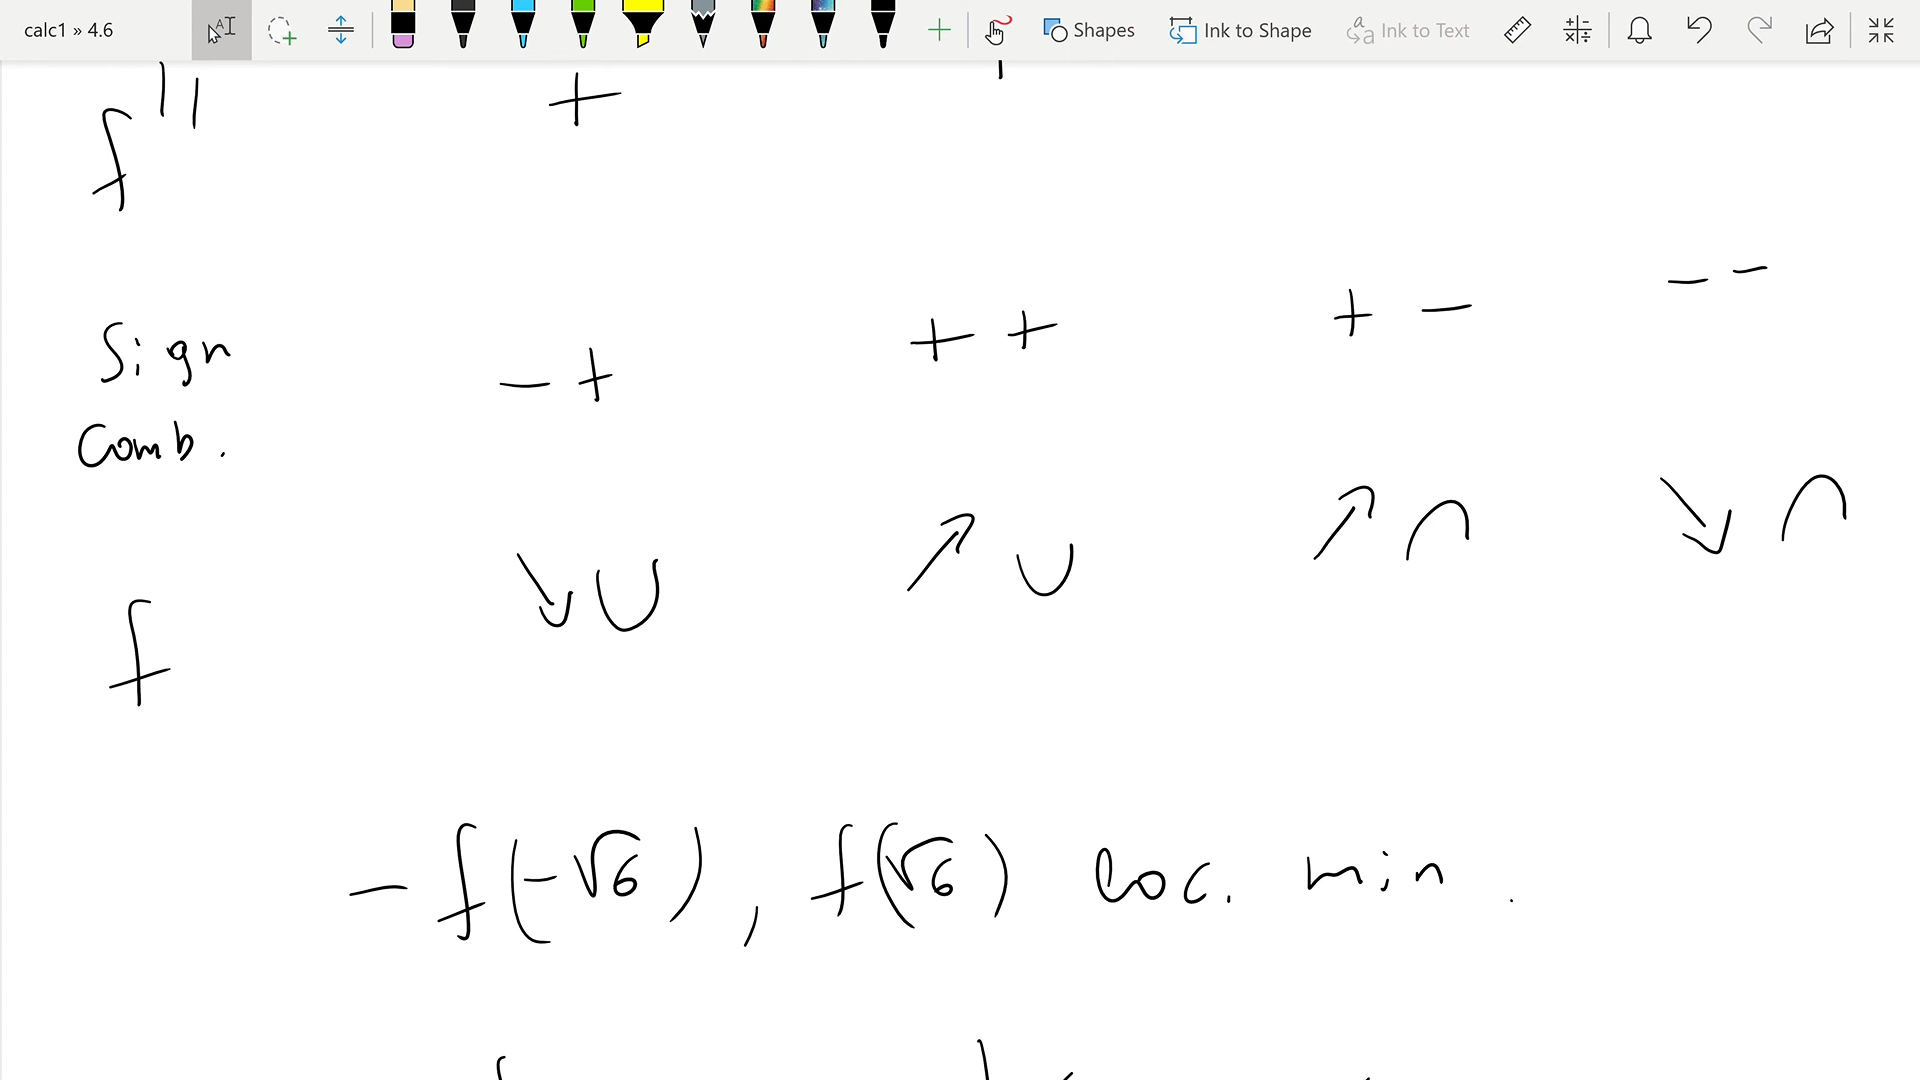 calc1 » 4.6
Shapes
Ink to Shape
Ink to Text
f'' +
Sign
Comb. - + + + + - - -
f ↘ ∪ ↗ ∪ ↗ ∩ ↘ ∩
- f(-√6), f(√6) loc. min.